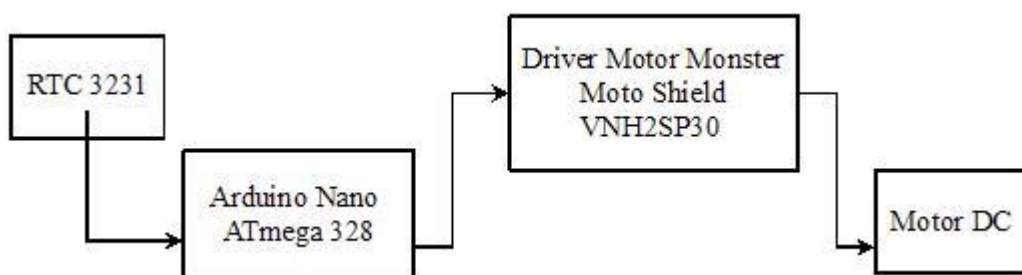 RTC 3231
Driver Motor Monster
Moto Shield
VNH2SP30
Arduino Nano
ATmega 328
Motor DC